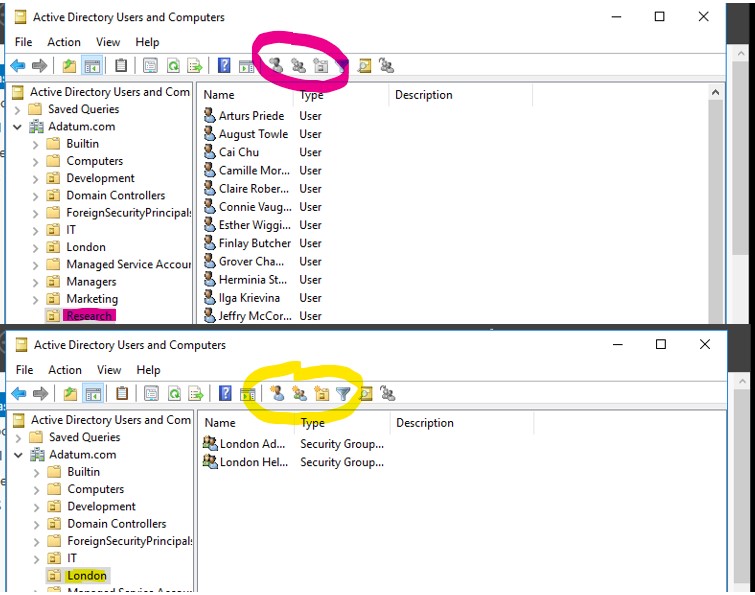 Active Directory Users and Computers
File Action View Help
Active Directory Users and Com
Saved Queries
Adatum.com
Builtin
Computers
Development
Domain Controllers
ForeignSecurityPrincipals
IT
London
Managed Service Accour
Managers
Marketing
Research
Name Type Description
Arturs Priede User
August Towle User
Cai Chu User
Camille Mor... User
Claire Rober... User
Connie Vaug... User
Esther Wiggi... User
Finlay Butcher User
Grover Cha... User
Herminia St... User
Ilga Krievina User
Jeffry McCor... User
Active Directory Users and Computers
File Action View Help
Active Directory Users and Com
Saved Queries
Adatum.com
Builtin
Computers
Development
Domain Controllers
ForeignSecurityPrincipals
IT
London
Name Type Description
London Ad... Security Group...
London Hel... Security Group...